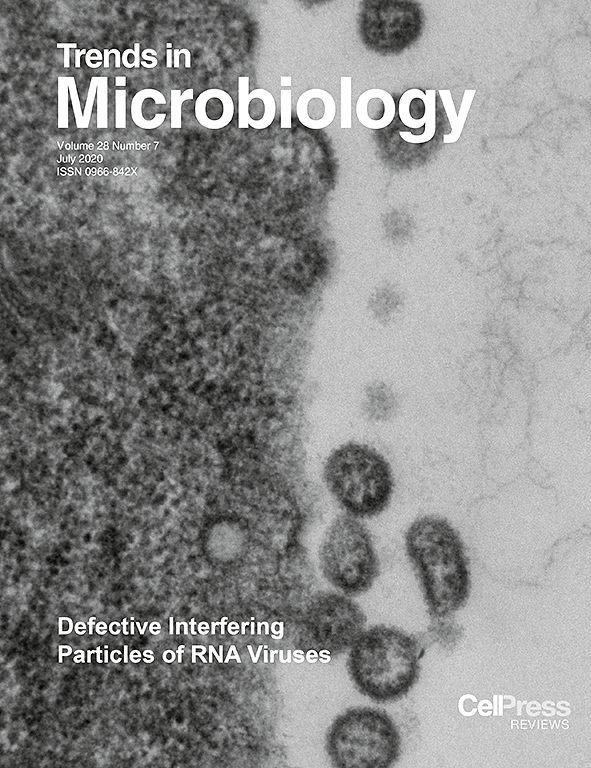 Trends in
Microbiology
Volume 28 Number 7
July 2020
ISSN 0966-842X
Defective Interfering
Particles of RNA Viruses
CellPress
REVIEWS